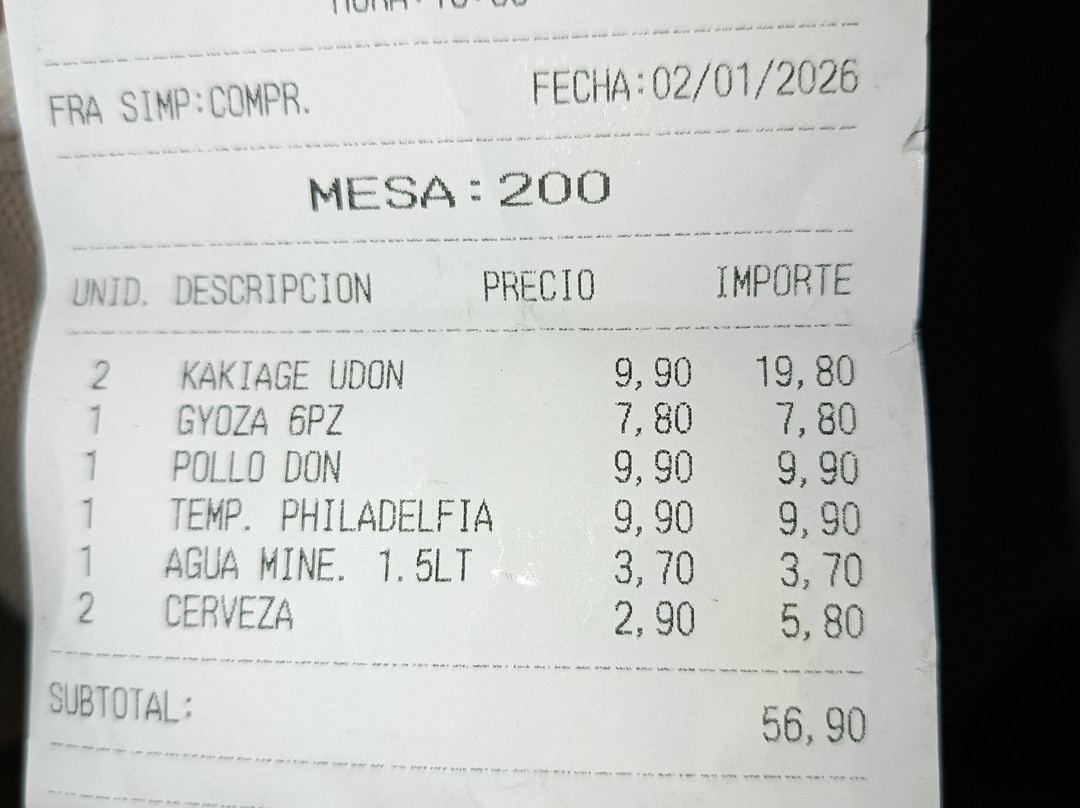 FRA SIMP:COMPR. FECHA:02/01/2026
MESA:200
UNID. DESCRIPCION PRECIO IMPORTE
2 KAKIAGE UDON 9,90 19,80
1 GYOZA 6PZ 7,80 7,80
1 POLLO DON 9,90 9,90
1 TEMP. PHILADELFIA 9,90 9,90
1 AGUA MINE. 1.5LT 3,70 3,70
2 CERVEZA 2,90 5,80
SUBTOTAL: 56,90